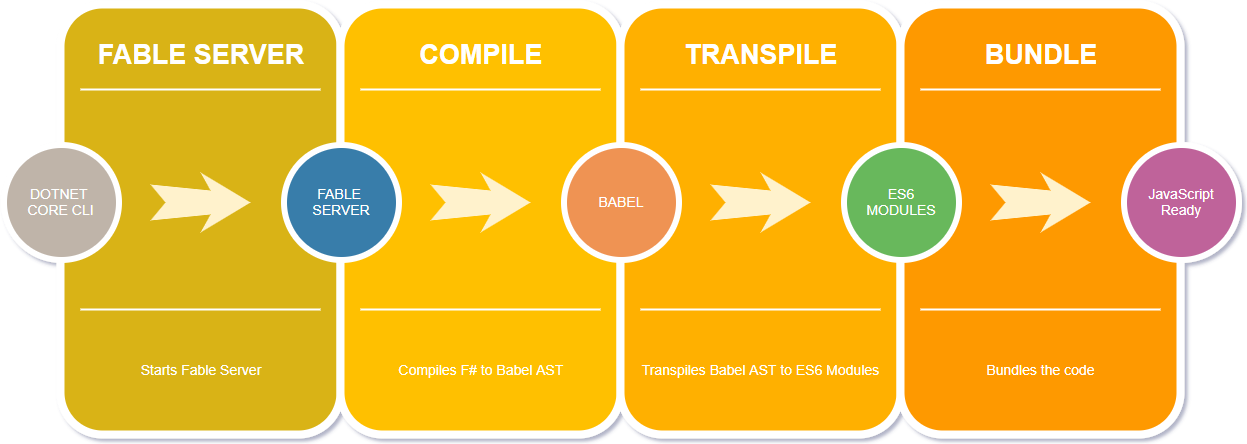 FABLE SERVER
COMPILE
TRANSPILE
BUNDLE
DOTNET
CORE CLI
FABLE
SERVER
BABEL
ES6
MODULES
JavaScript
Ready
Starts Fable Server
Compiles F# to Babel AST
Transpiles Babel AST to ES6 Modules
Bundles the code